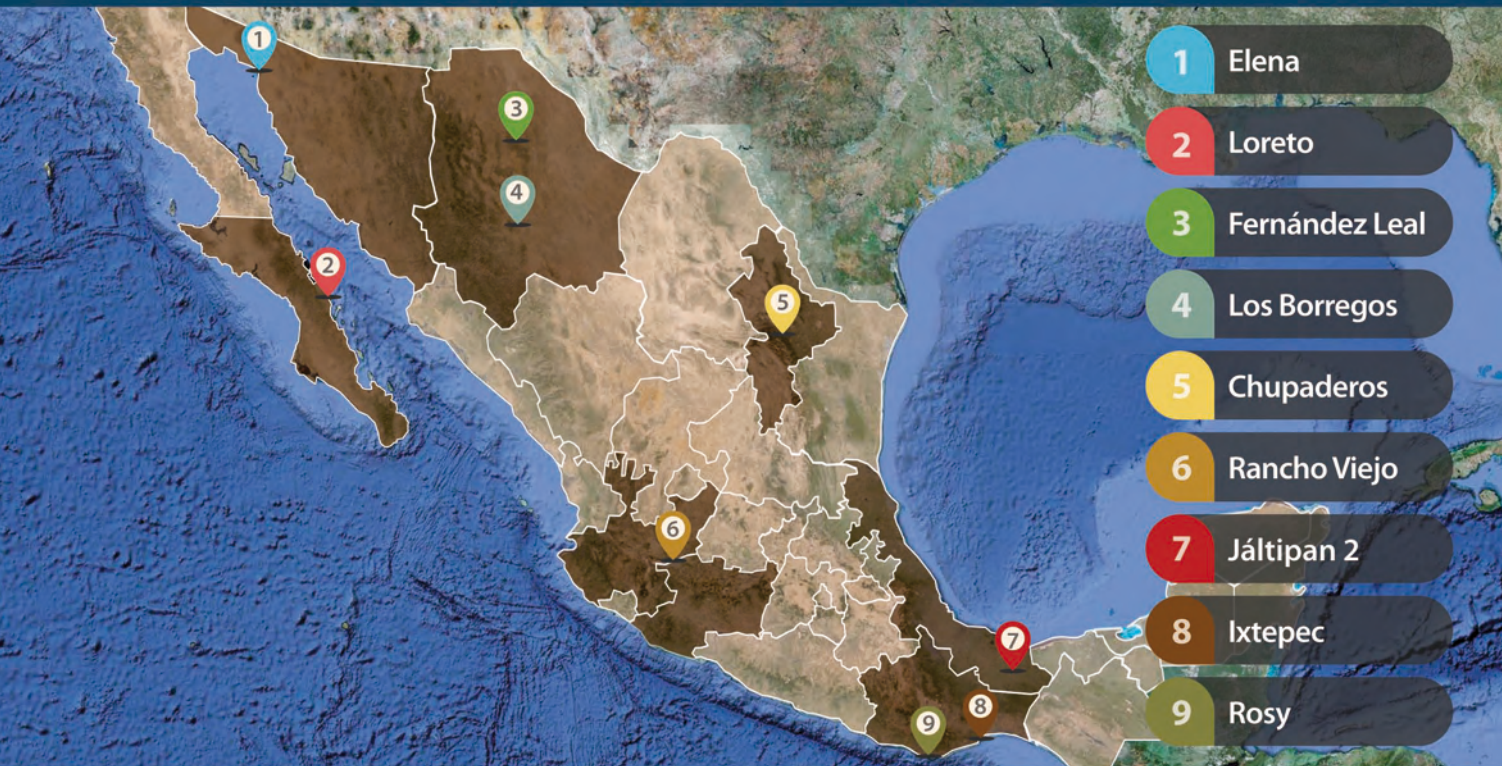 1 Elena
2 Loreto
3 Fernández Leal
4 Los Borregos
5 Chupaderos
6 Rancho Viejo
7 Jáltipan 2
8 Ixtepec
9 Rosy
1
3
4
2
5
6
7
8
9